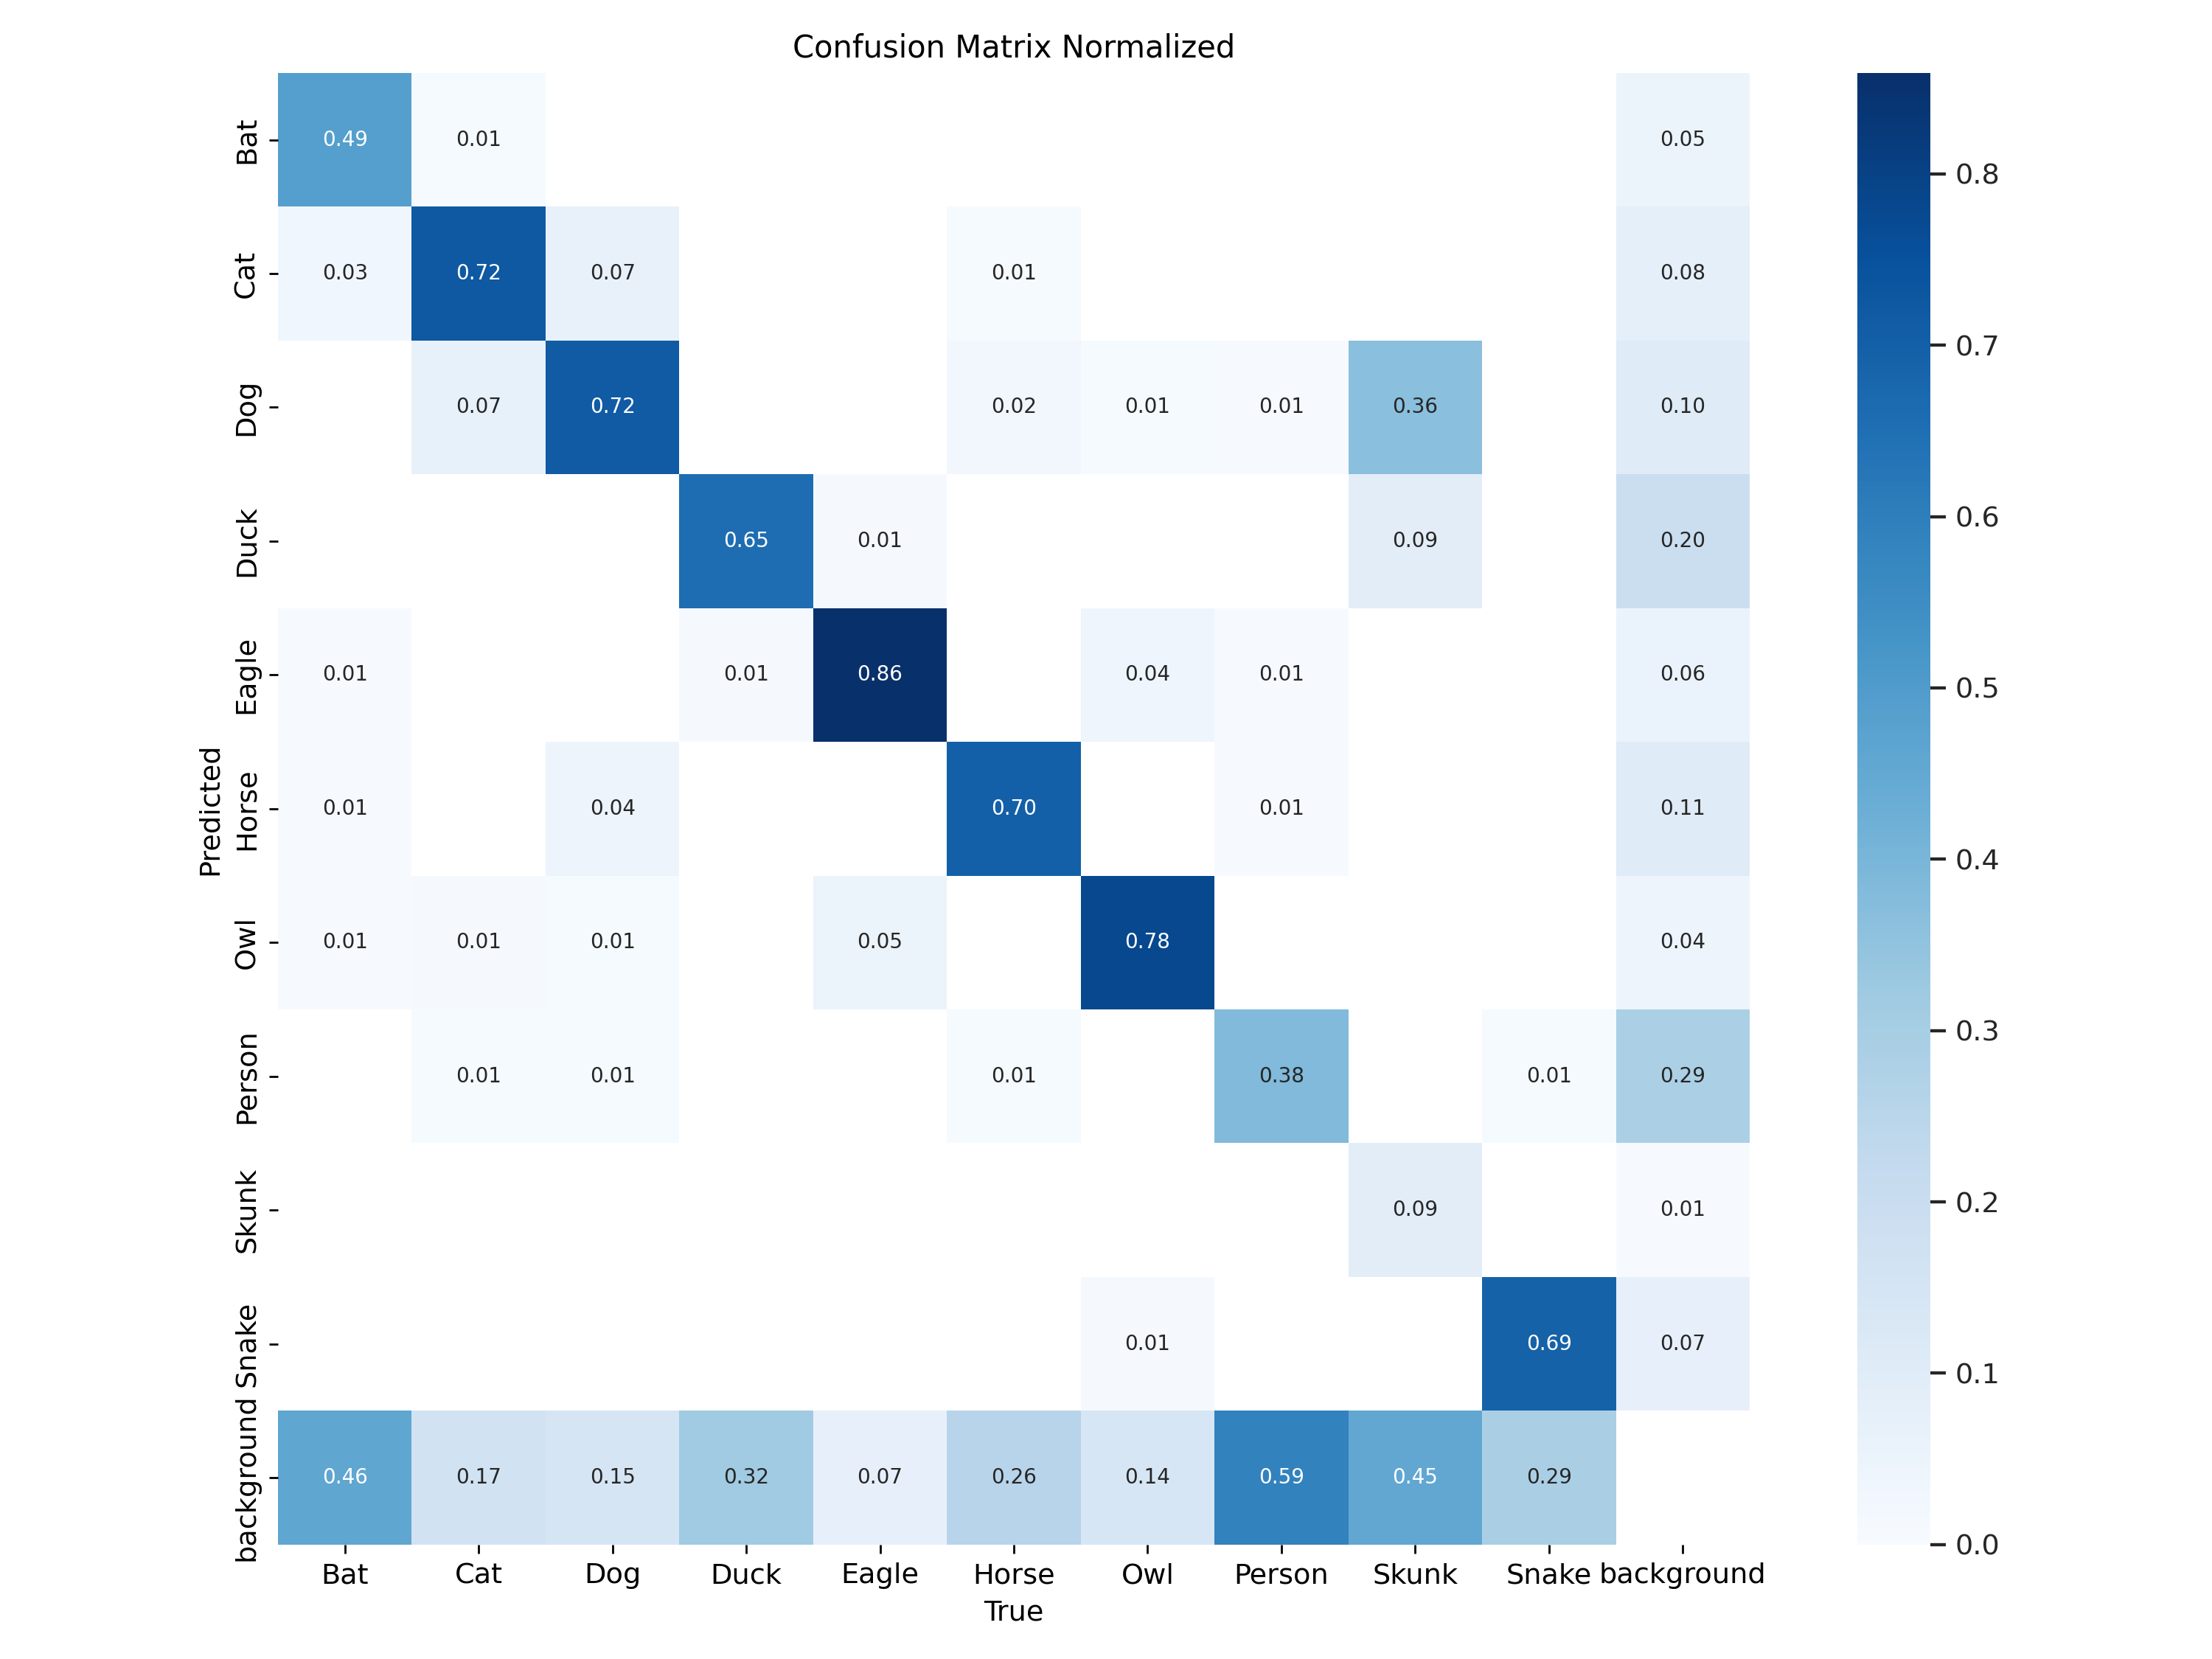 Confusion Matrix Normalized
Bat 0.49 0.01 0.05
Cat 0.03 0.72 0.07 0.01 0.08
Dog 0.07 0.72 0.02 0.01 0.01 0.36 0.10
Duck 0.65 0.01 0.09 0.20
Eagle 0.01 0.01 0.86 0.04 0.01 0.06
Horse 0.01 0.04 0.70 0.01 0.11
Owl 0.01 0.01 0.01 0.05 0.78 0.04
Person 0.01 0.01 0.01 0.38 0.01 0.29
Skunk 0.09 0.01
Snake 0.01 0.69 0.07
background 0.46 0.17 0.15 0.32 0.07 0.26 0.14 0.59 0.45 0.29
Predicted
Bat Cat Dog Duck Eagle Horse Owl Person Skunk Snake background
True
0.8
0.7
0.6
0.5
0.4
0.3
0.2
0.1
0.0